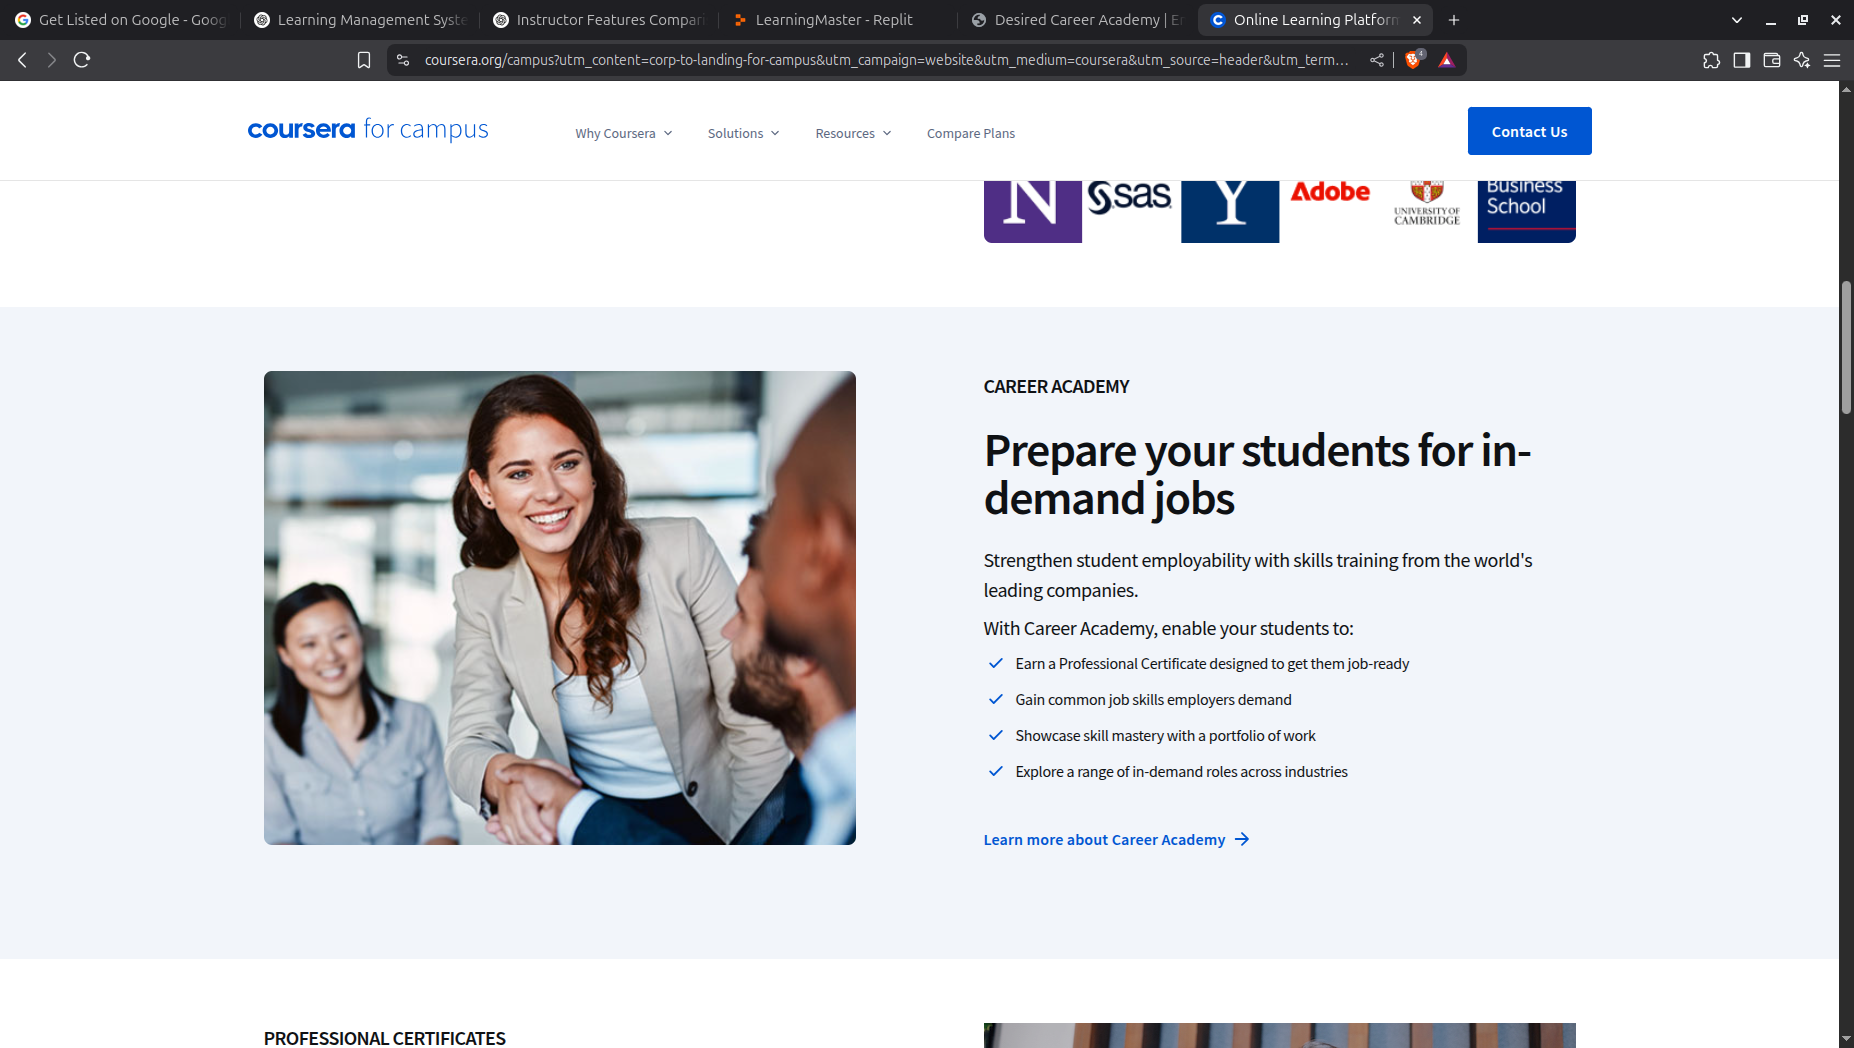 Get Listed on Google - Goog
Learning Management Syste
Instructor Features Compari
LearningMaster - Replit
Desired Career Academy | En
Online Learning Platform
coursera.org/campus?utm_content=corp-to-landing-for-campus&utm_campaign=website&utm_medium=coursera&utm_source=header&utm_term...
4
coursera for campus
Why Coursera
Solutions
Resources
Compare Plans
Contact Us
N
sas
Y
Adobe
UNIVERSITY OF
CAMBRIDGE
Business
School
CAREER ACADEMY
Prepare your students for in-
demand jobs
Strengthen student employability with skills training from the world's
leading companies.
With Career Academy, enable your students to:
Earn a Professional Certificate designed to get them job-ready
Gain common job skills employers demand
Showcase skill mastery with a portfolio of work
Explore a range of in-demand roles across industries
Learn more about Career Academy
PROFESSIONAL CERTIFICATES